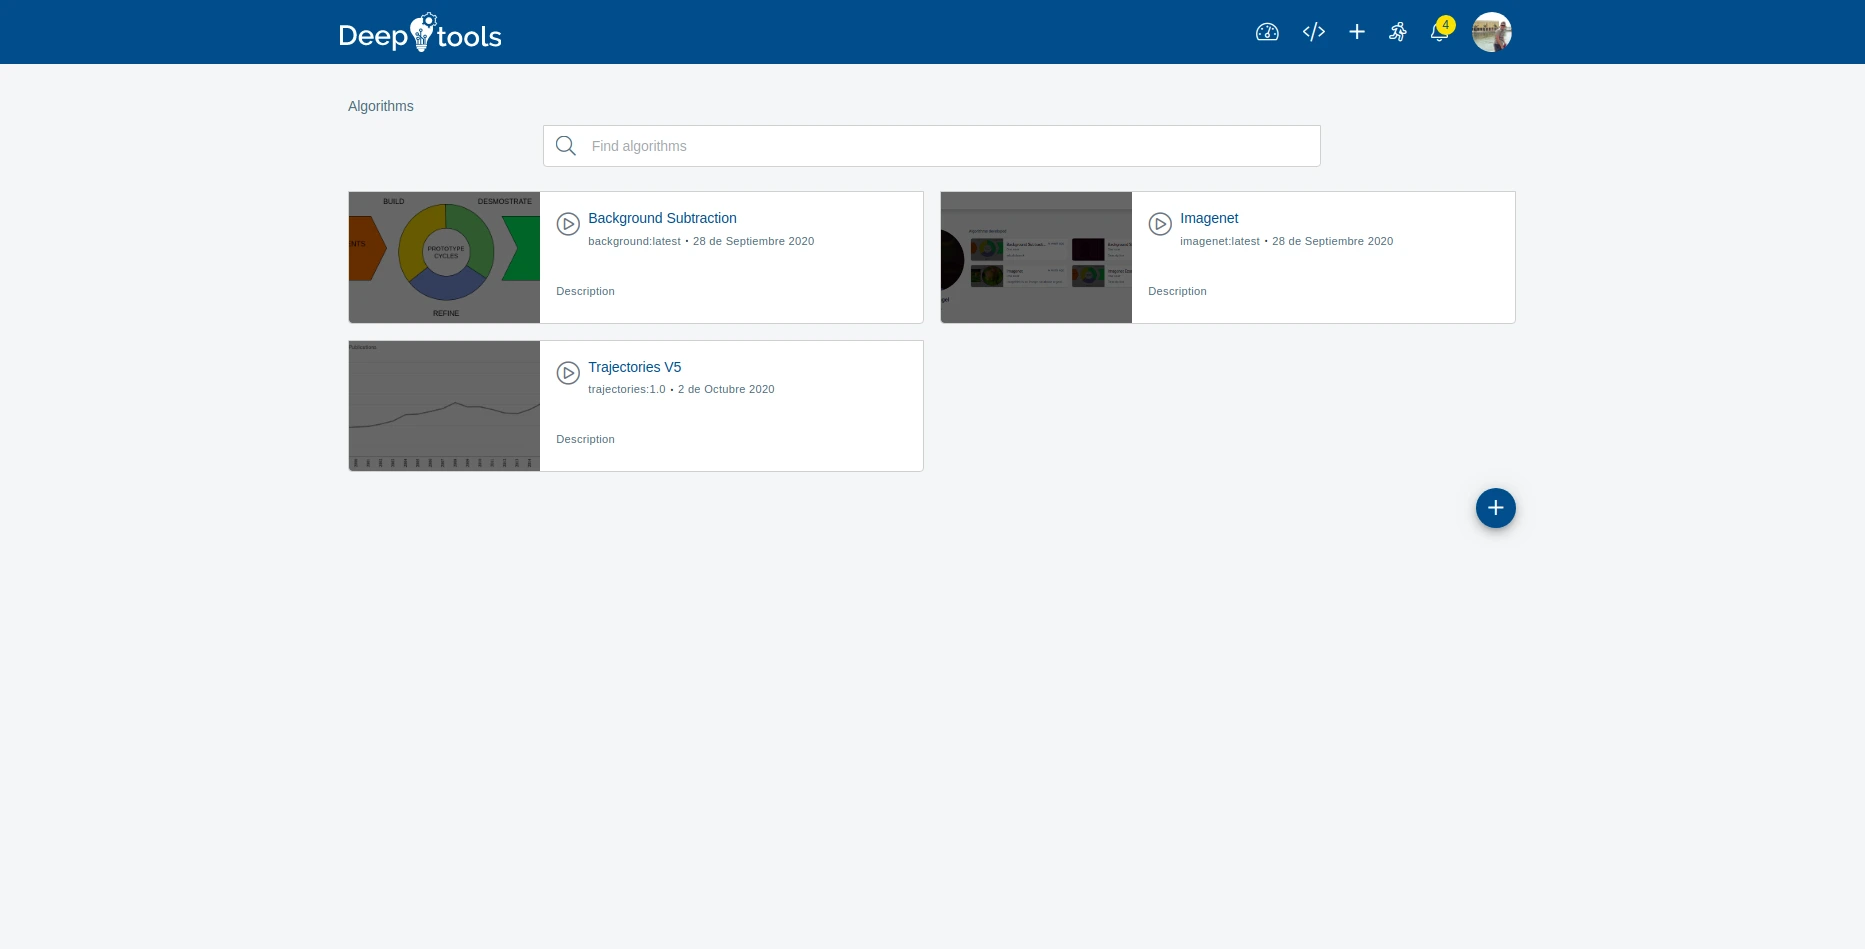 Deep tools
4
Algorithms
Find algorithms
BUILD DESMOSTRATE
NTS
PROTOTYPE
CYCLES
REFINE
Background Subtraction
background:latest • 28 de Septiembre 2020
Description
Imagenet
imagenet:latest • 28 de Septiembre 2020
Description
Publications
Trajectories V5
trajectories:1.0 • 2 de Octubre 2020
Description